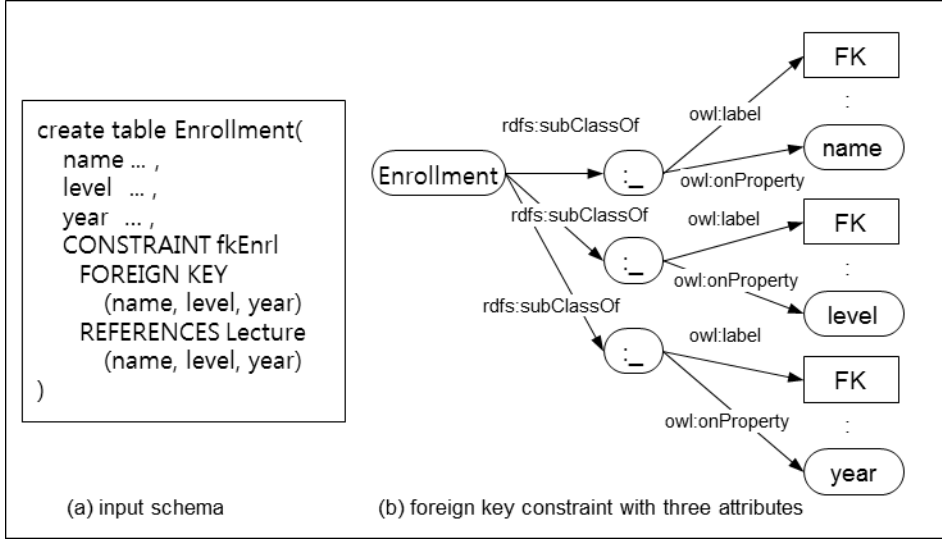 create table Enrollment(
name ... ,
level ... ,
year ... ,
CONSTRAINT fkEnrl
FOREIGN KEY
(name, level, year)
REFERENCES Lecture
(name, level, year)
)
(a) input schema
Enrollment
rdfs:subClassOf
:_
owl:label
FK
:
owl:onProperty
name
rdfs:subClassOf
:_
owl:label
FK
:
owl:onProperty
level
rdfs:subClassOf
:_
owl:label
FK
:
owl:onProperty
year
(b) foreign key constraint with three attributes